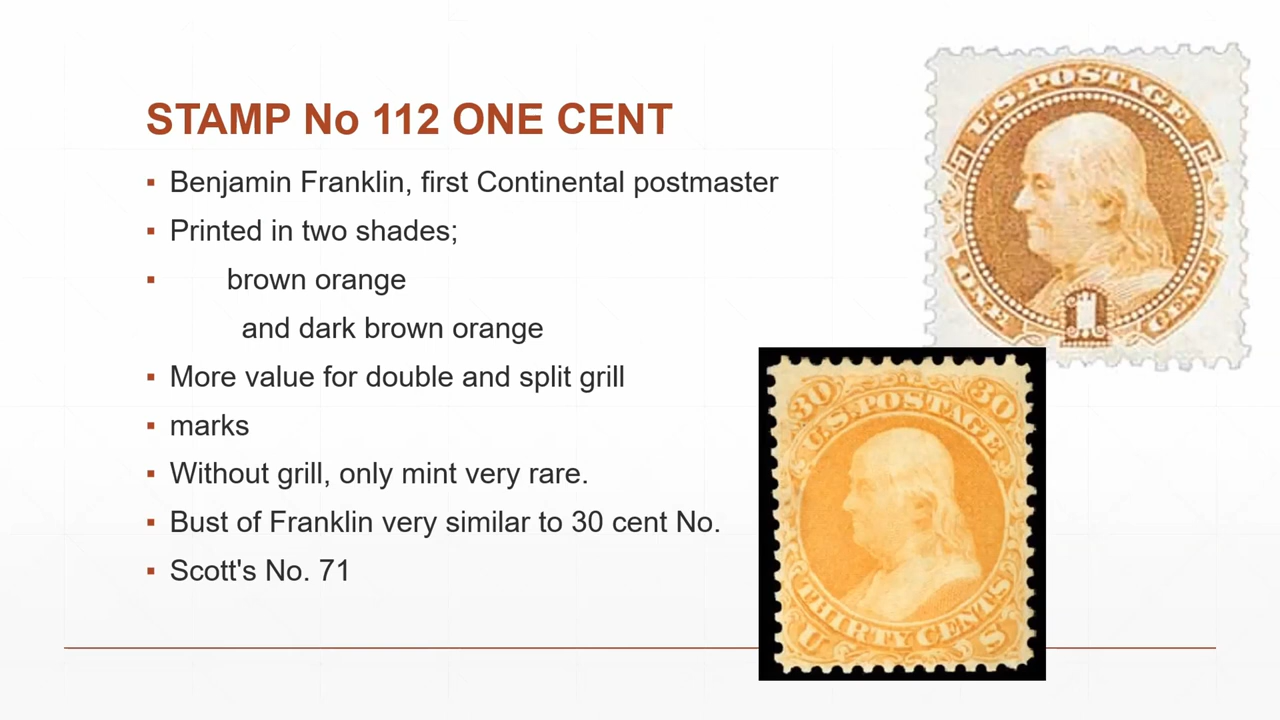 STAMP No 112 ONE CENT
▪ Benjamin Franklin, first Continental postmaster
▪ Printed in two shades;
▪ brown orange
and dark brown orange
▪ More value for double and split grill
▪ marks
▪ Without grill, only mint very rare.
▪ Bust of Franklin very similar to 30 cent No.
▪ Scott's No. 71
U.S. POSTAGE
ONE 1 CENT
30 30
U.S. POSTAGE
THIRTY CENTS
U S